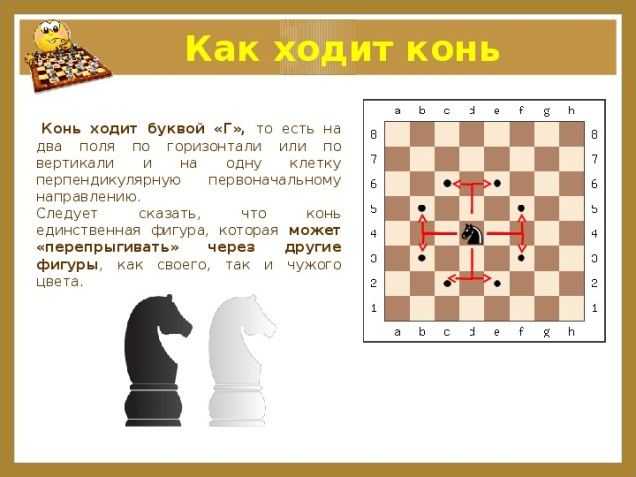 Как ходит конь
Конь ходит буквой «Г», то есть на
два поля по горизонтали или по
вертикали и на одну клетку
перпендикулярную первоначальному
направлению.
Следует сказать, что конь
единственная фигура, которая может
«перепрыгивать» через другие
фигуры, как своего, так и чужого
цвета.
a b c d e f g h
8 8
7 7
6 6
5 5
4 4
3 3
2 2
1 1
a b c d e f g h